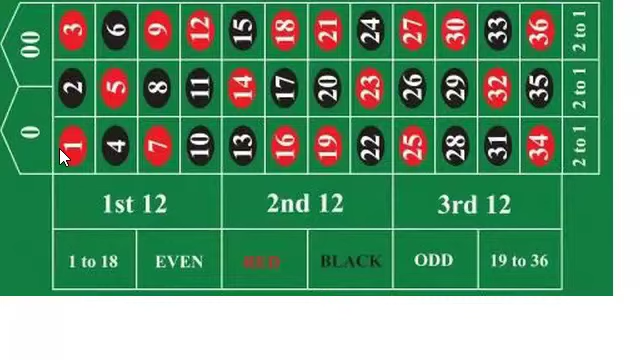 00 3 6 9 12 15 18 21 24 27 30 33 36 2 to 1
2 5 8 11 14 17 20 23 26 29 32 35 2 to 1
0 1 4 7 10 13 16 19 22 25 28 31 34 2 to 1
1st 12 2nd 12 3rd 12
1 to 18 EVEN RED BLACK ODD 19 to 36